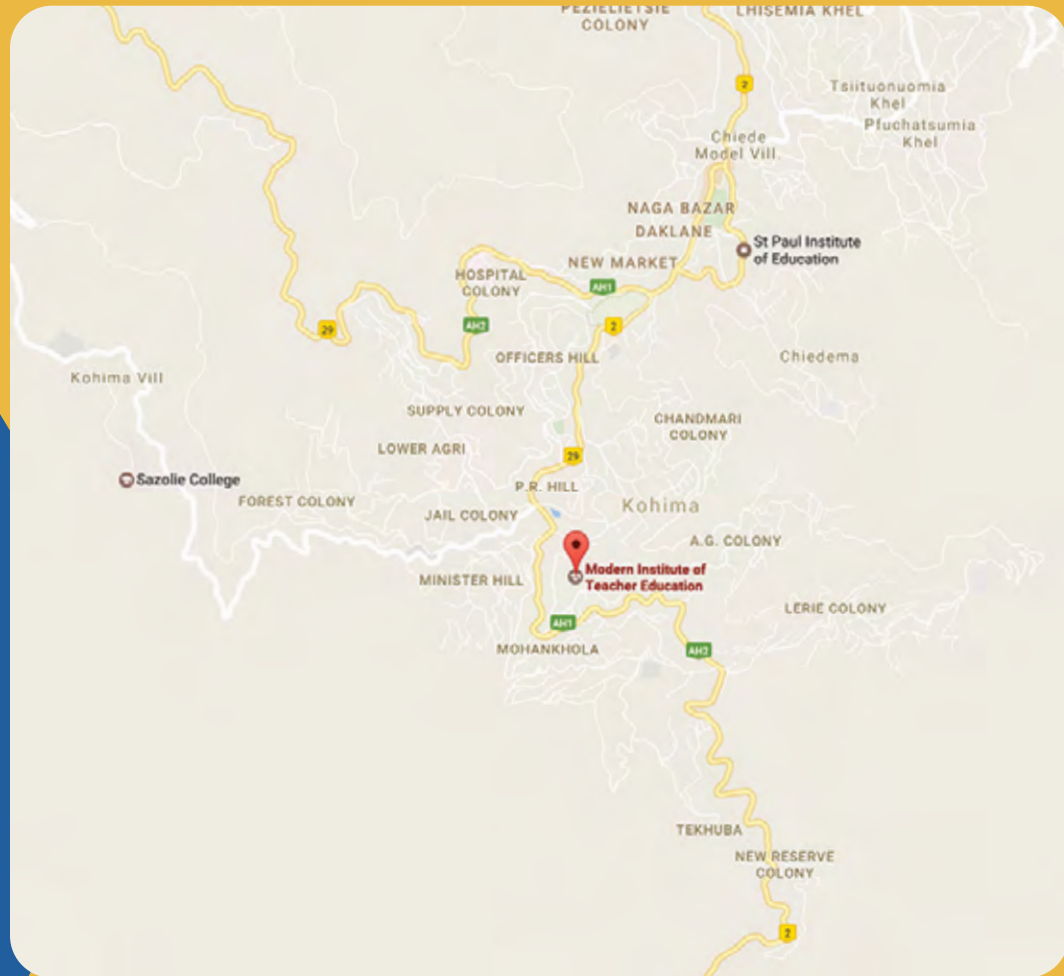 PEZIELIETSIE
COLONY
LHISEMIA KHEL
2
Tsiituonuomia
Khel
Pfuchatsumia
Khel
Chiede
Model Vill.
NAGA BAZAR
DAKLANE
St Paul Institute
of Education
NEW MARKET
HOSPITAL
COLONY
AH1
29
AH2
2
OFFICERS HILL
Chiedema
Kohima Vill
SUPPLY COLONY
CHANDMARI
COLONY
LOWER AGRI
29
Sazolie College
P.R. HILL
FOREST COLONY
Kohima
JAIL COLONY
A.G. COLONY
Modern Institute of
Teacher Education
MINISTER HILL
LERIE COLONY
AH1
MOHANKHOLA
AH2
TEKHUBA
NEW RESERVE
COLONY
2